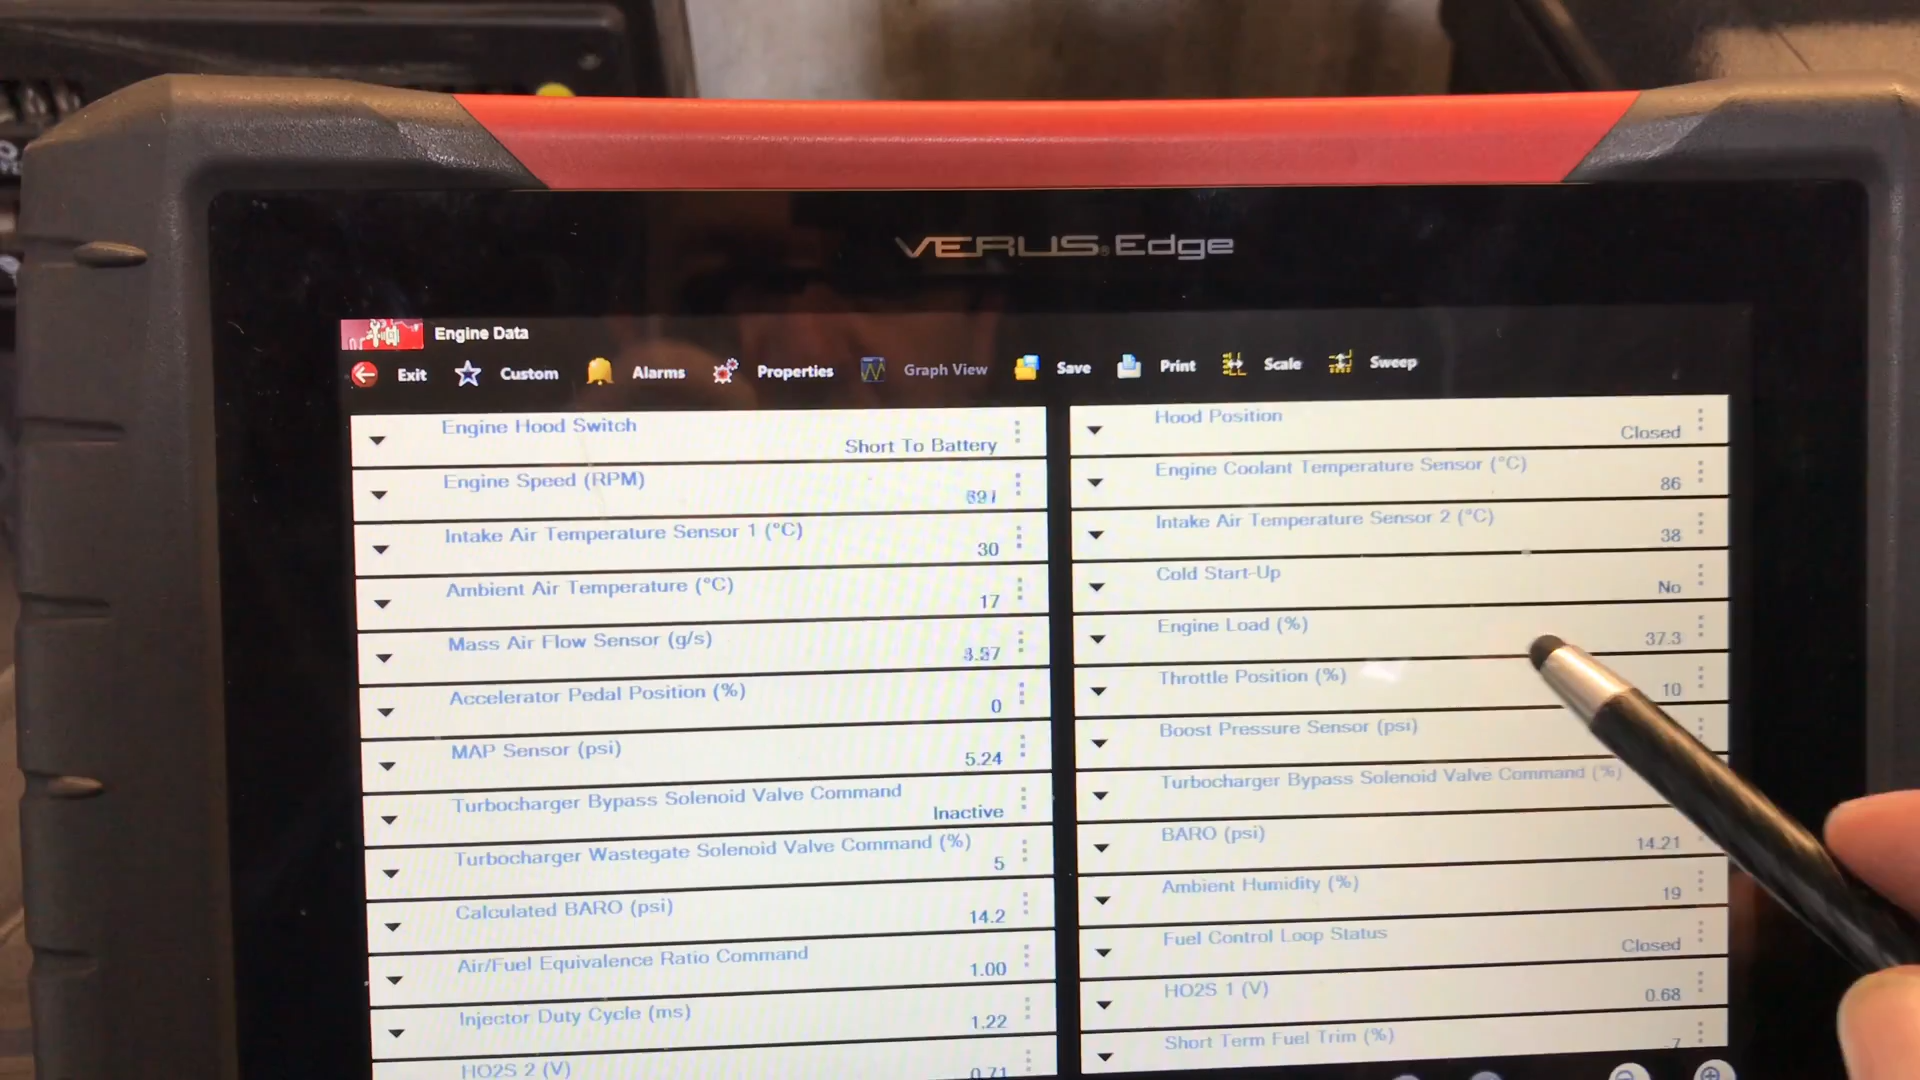 VERUS® Edge
Engine Data
Exit Custom Alarms Properties Graph View Save Print Scale Sweep
Engine Hood Switch
Short To Battery
Engine Speed (RPM)
691
Intake Air Temperature Sensor 1 (°C)
30
Ambient Air Temperature (°C)
17
Mass Air Flow Sensor (g/s)
Accelerator Pedal Position (%)
0
MAP Sensor (psi)
5.24
Turbocharger Bypass Solenoid Valve Command
Inactive
Turbocharger Wastegate Solenoid Valve Command (%)
5
Calculated BARO (psi)
14.2
Air/Fuel Equivalence Ratio Command
1.00
Injector Duty Cycle (ms)
1.22
HO2S 2 (V)
0.71
Hood Position
Closed
Engine Coolant Temperature Sensor (°C)
86
Intake Air Temperature Sensor 2 (°C)
38
Cold Start-Up
No
Engine Load (%)
37.3
Throttle Position (%)
10
Boost Pressure Sensor (psi)
Turbocharger Bypass Solenoid Valve Command (%)
BARO (psi)
14.21
Ambient Humidity (%)
19
Fuel Control Loop Status
Closed
HO2S 1 (V)
0.68
Short Term Fuel Trim (%)
-7